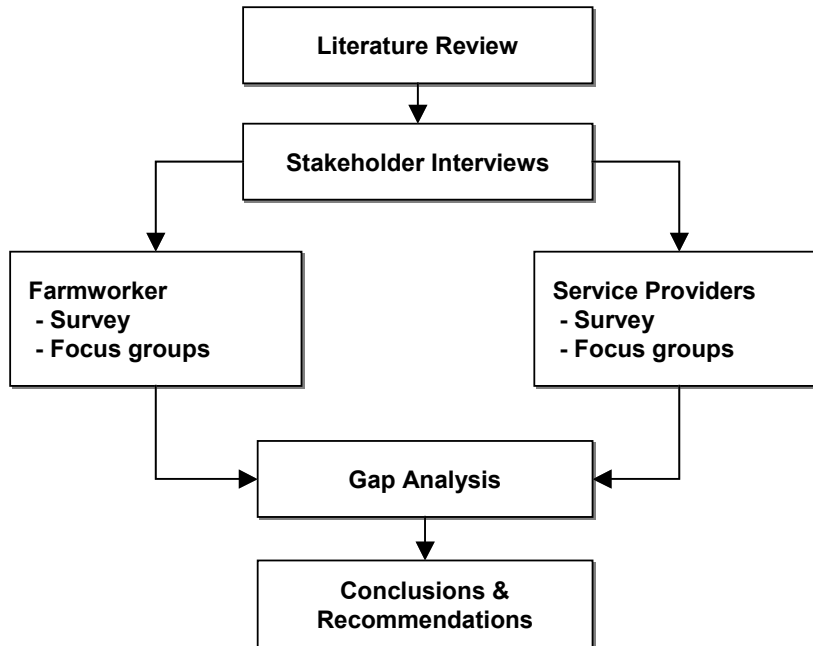 Literature Review
Stakeholder Interviews
Farmworker
- Survey
- Focus groups
Service Providers
- Survey
- Focus groups
Gap Analysis
Conclusions &
Recommendations